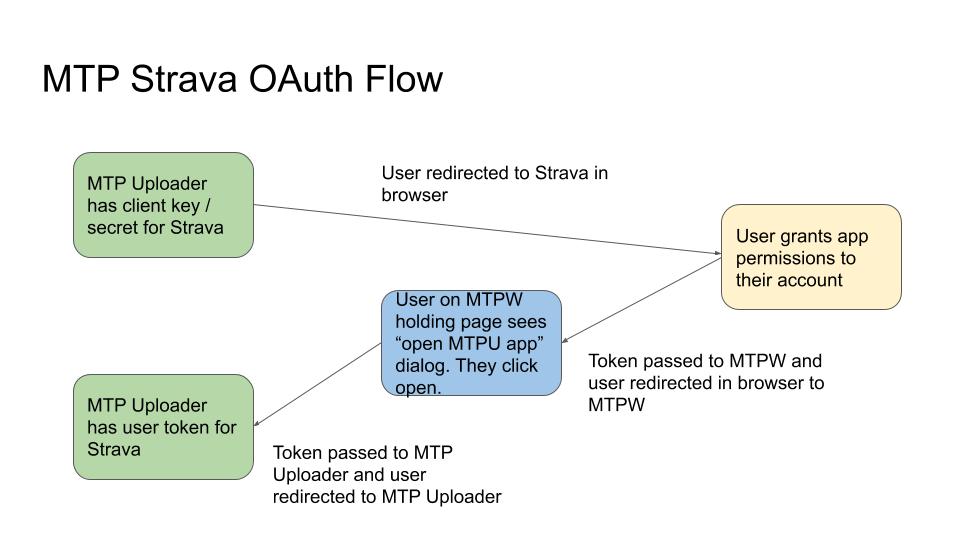 MTP Strava OAuth Flow
MTP Uploader
has client key /
secret for Strava
User redirected to Strava in
browser
User grants app
permissions to
their account
User on MTPW
holding page sees
“open MTPU app”
dialog. They click
open.
Token passed to MTPW and
user redirected in browser to
MTPW
MTP Uploader
has user token for
Strava
Token passed to MTP
Uploader and user
redirected to MTP Uploader